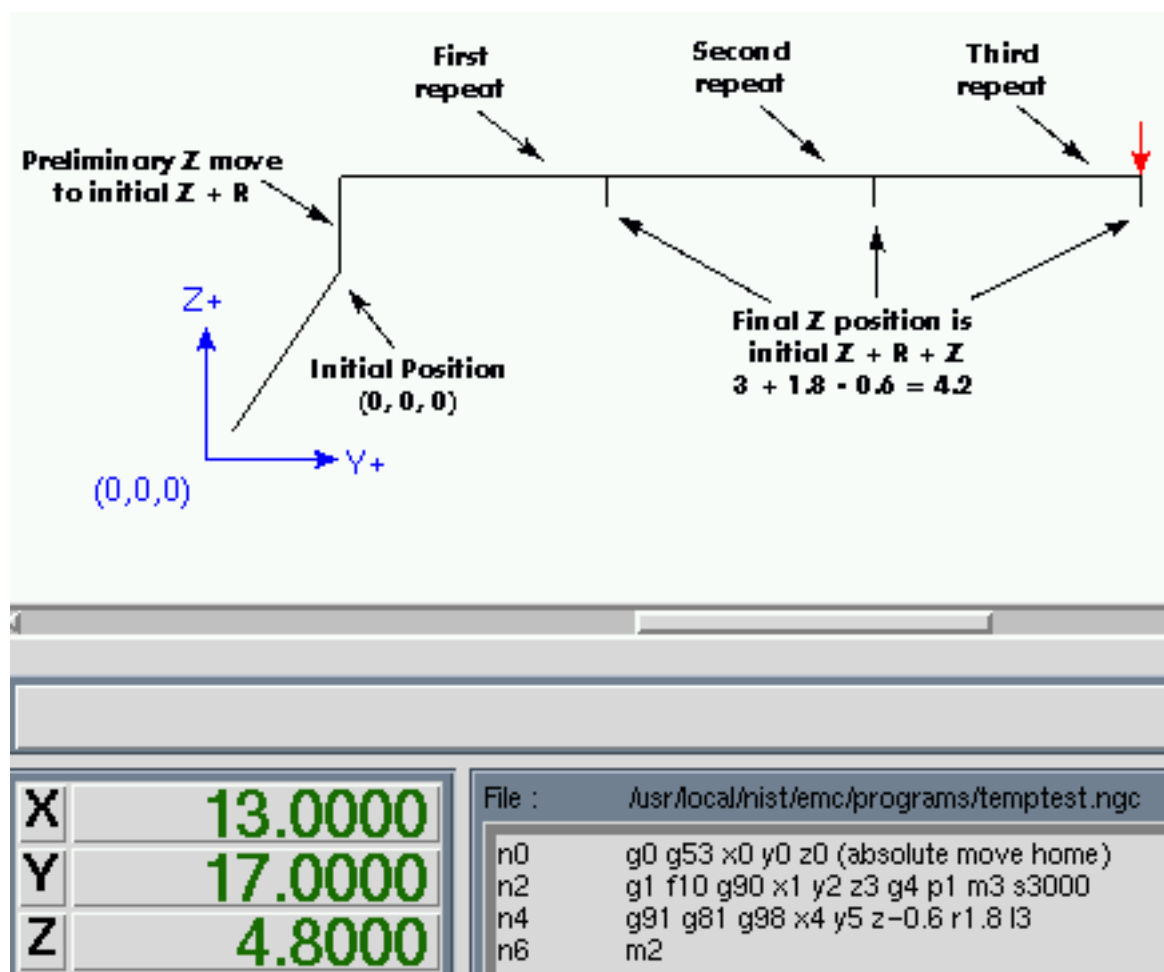 First
repeat
Second
repeat
Third
repeat
Preliminary Z move
to initial Z + R
Z+
Initial Position
(0, 0, 0)
Final Z position is
initial Z + R + Z
3 + 1.8 - 0.6 = 4.2
Y+
(0,0,0)
X 13.0000
Y 17.0000
Z 4.8000
File : /usr/local/nist/emc/programs/temptest.ngc
n0 g0 g53 x0 y0 z0 (absolute move home)
n2 g1 f10 g90 x1 y2 z3 g4 p1 m3 s3000
n4 g91 g81 g98 x4 y5 z-0.6 r1.8 l3
n6 m2